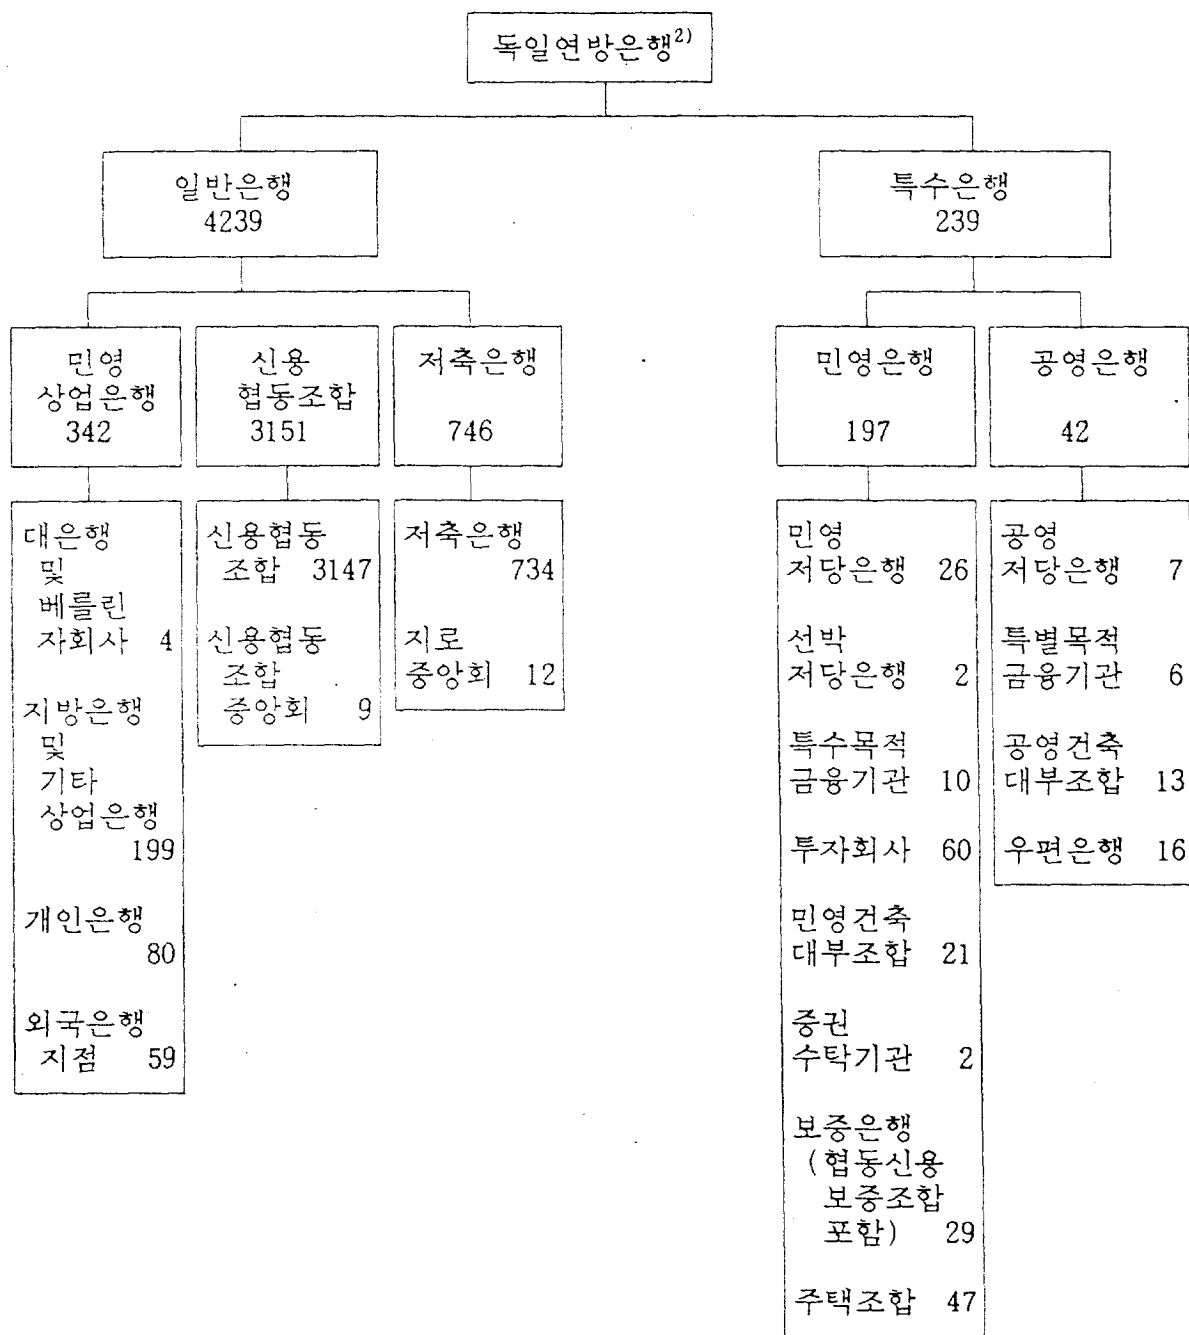 독일연방은행2)
일반은행
4239
특수은행
239
민영
상업은행
342
신용
협동조합
3151
저축은행
746
민영은행
197
공영은행
42
대은행
및
베를린
자회사 4
지방은행
및
기타
상업은행
199
개인은행
80
외국은행
지점 59
신용협동
조합 3147
신용협동
조합
중앙회 9
저축은행
734
지로
중앙회 12
민영
저당은행 26
선박
저당은행 2
특수목적
금융기관 10
투자회사 60
민영건축
대부조합 21
증권
수탁기관 2
보증은행
(협동신용
보증조합
포함) 29
주택조합 47
공영
저당은행 7
특별목적
금융기관 6
공영건축
대부조합 13
우편은행 16